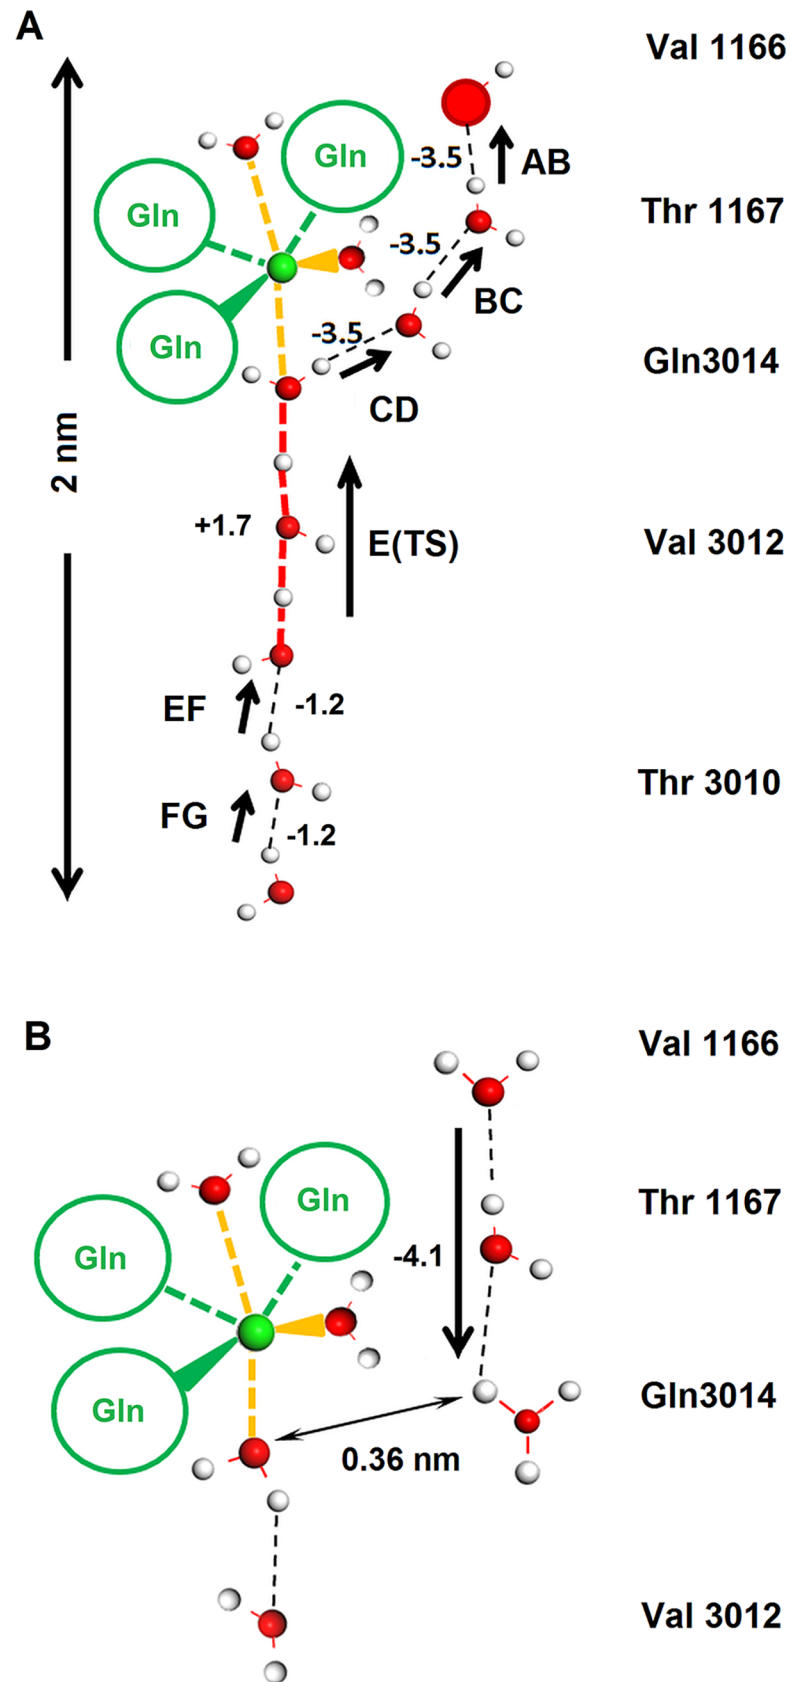 A
Val 1166
Gln
-3.5
AB
Gln
Thr 1167
-3.5
BC
Gln
-3.5
Gln3014
CD
2 nm
+1.7
E(TS)
Val 3012
EF
-1.2
Thr 3010
FG
-1.2
B
Val 1166
Gln
Thr 1167
Gln
-4.1
Gln
Gln3014
0.36 nm
Val 3012